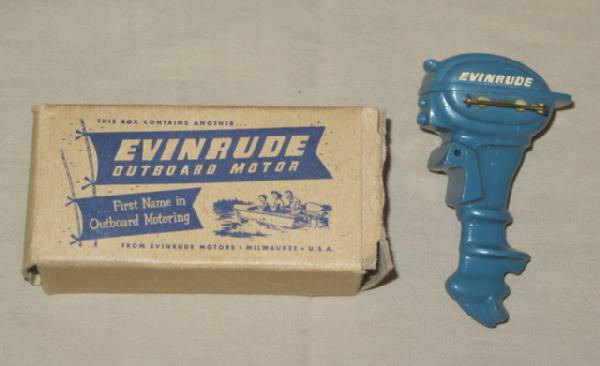 THIS BOX CONTAINS ANOTHER...
EVINRUDE
OUTBOARD MOTOR
First Name in
Outboard Motoring
FROM EVINRUDE MOTORS • MILWAUKEE • U.S.A.
EVINRUDE